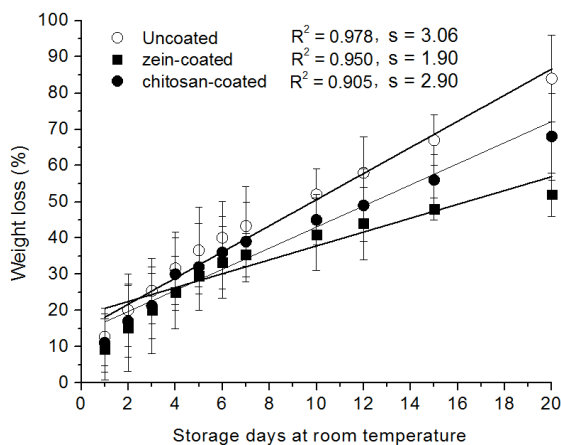 100
90
80
70
60
50
40
30
20
10
0
Weight loss (%)
Uncoated R² = 0.978, s = 3.06
zein-coated R² = 0.950, s = 1.90
chitosan-coated R² = 0.905, s = 2.90
0 2 4 6 8 10 12 14 16 18 20
Storage days at room temperature